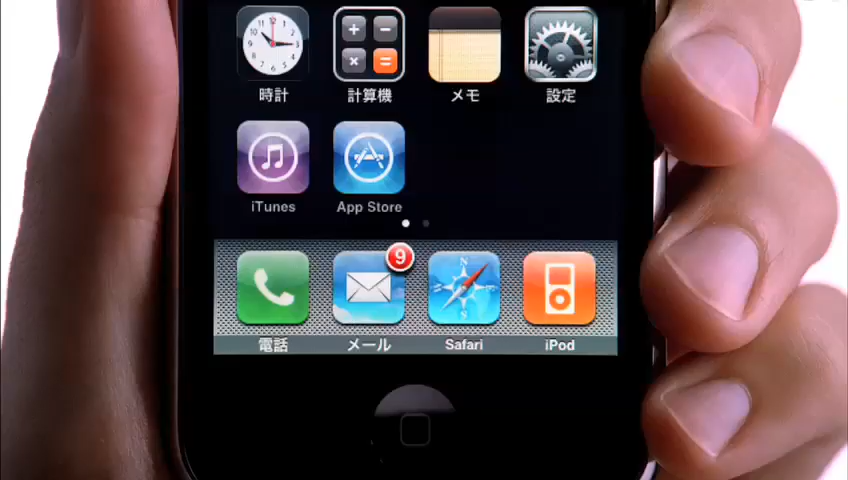 時計 計算機 メモ 設定
iTunes App Store
9
電話 メール Safari iPod